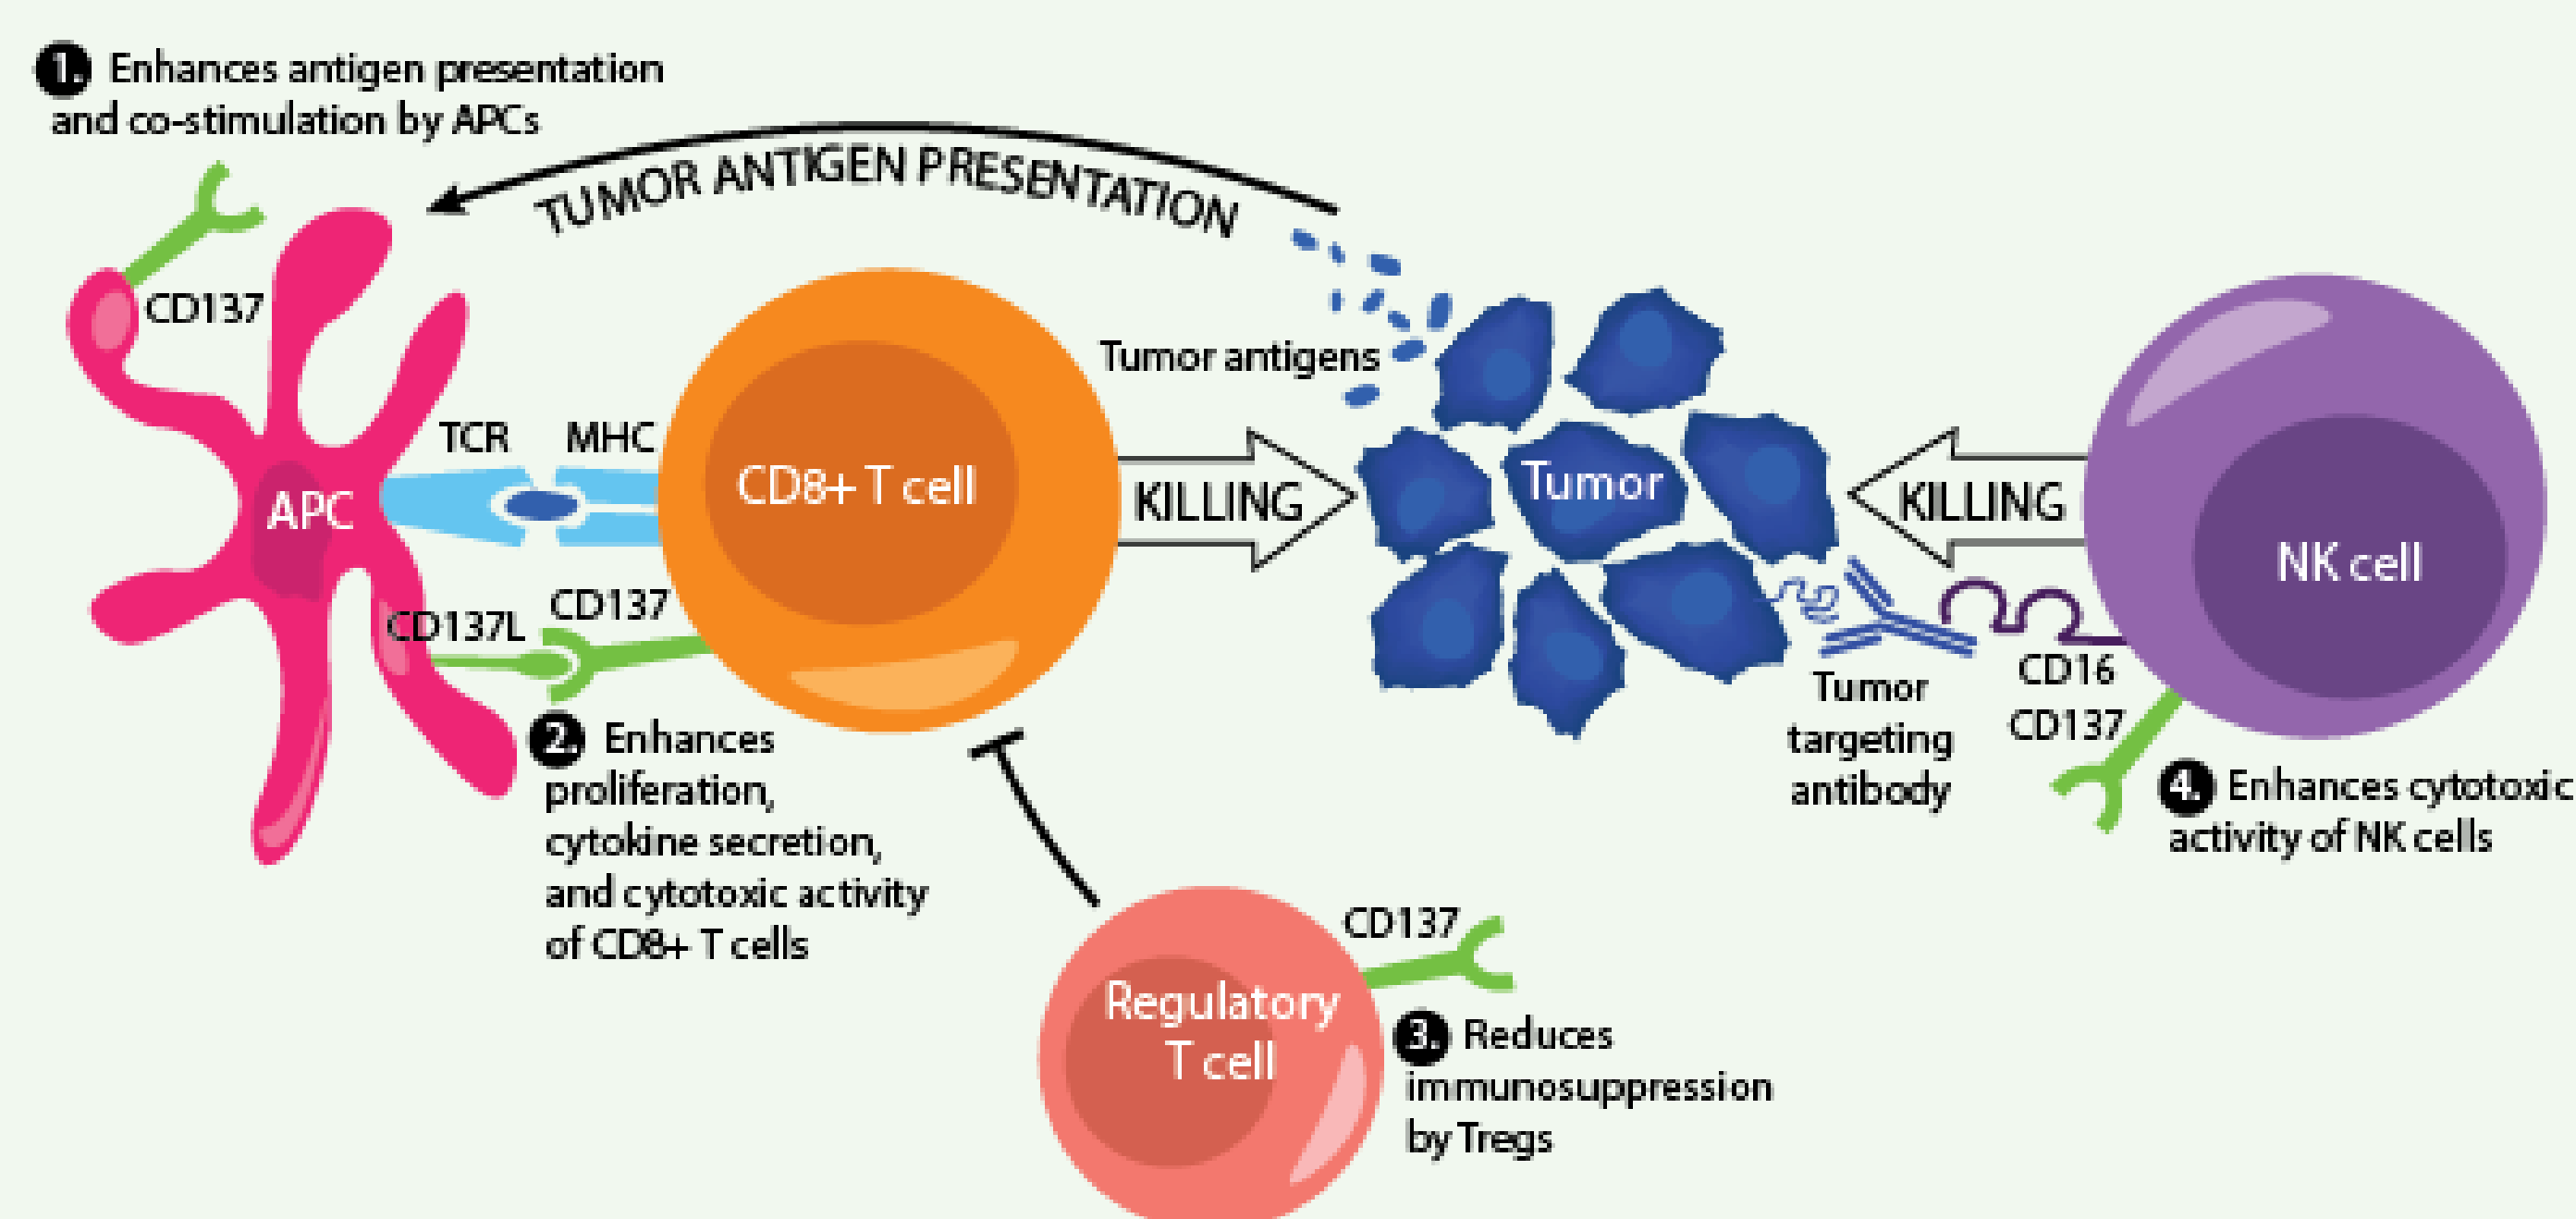 1. Enhances antigen presentation
and co-stimulation by APCs
TUMOR ANTIGEN PRESENTATION
CD137
Tumor antigens
TCR
MHC
APC
CD8+ T cell
KILLING
Tumor
KILLING
NK cell
CD137L
CD137
2. Enhances
proliferation,
cytokine secretion,
and cytotoxic activity
of CD8+ T cells
Tumor
targeting
antibody
CD16
CD137
4. Enhances cytotoxic
activity of NK cells
CD137
Regulatory
T cell
3. Reduces
immunosuppression
by Tregs